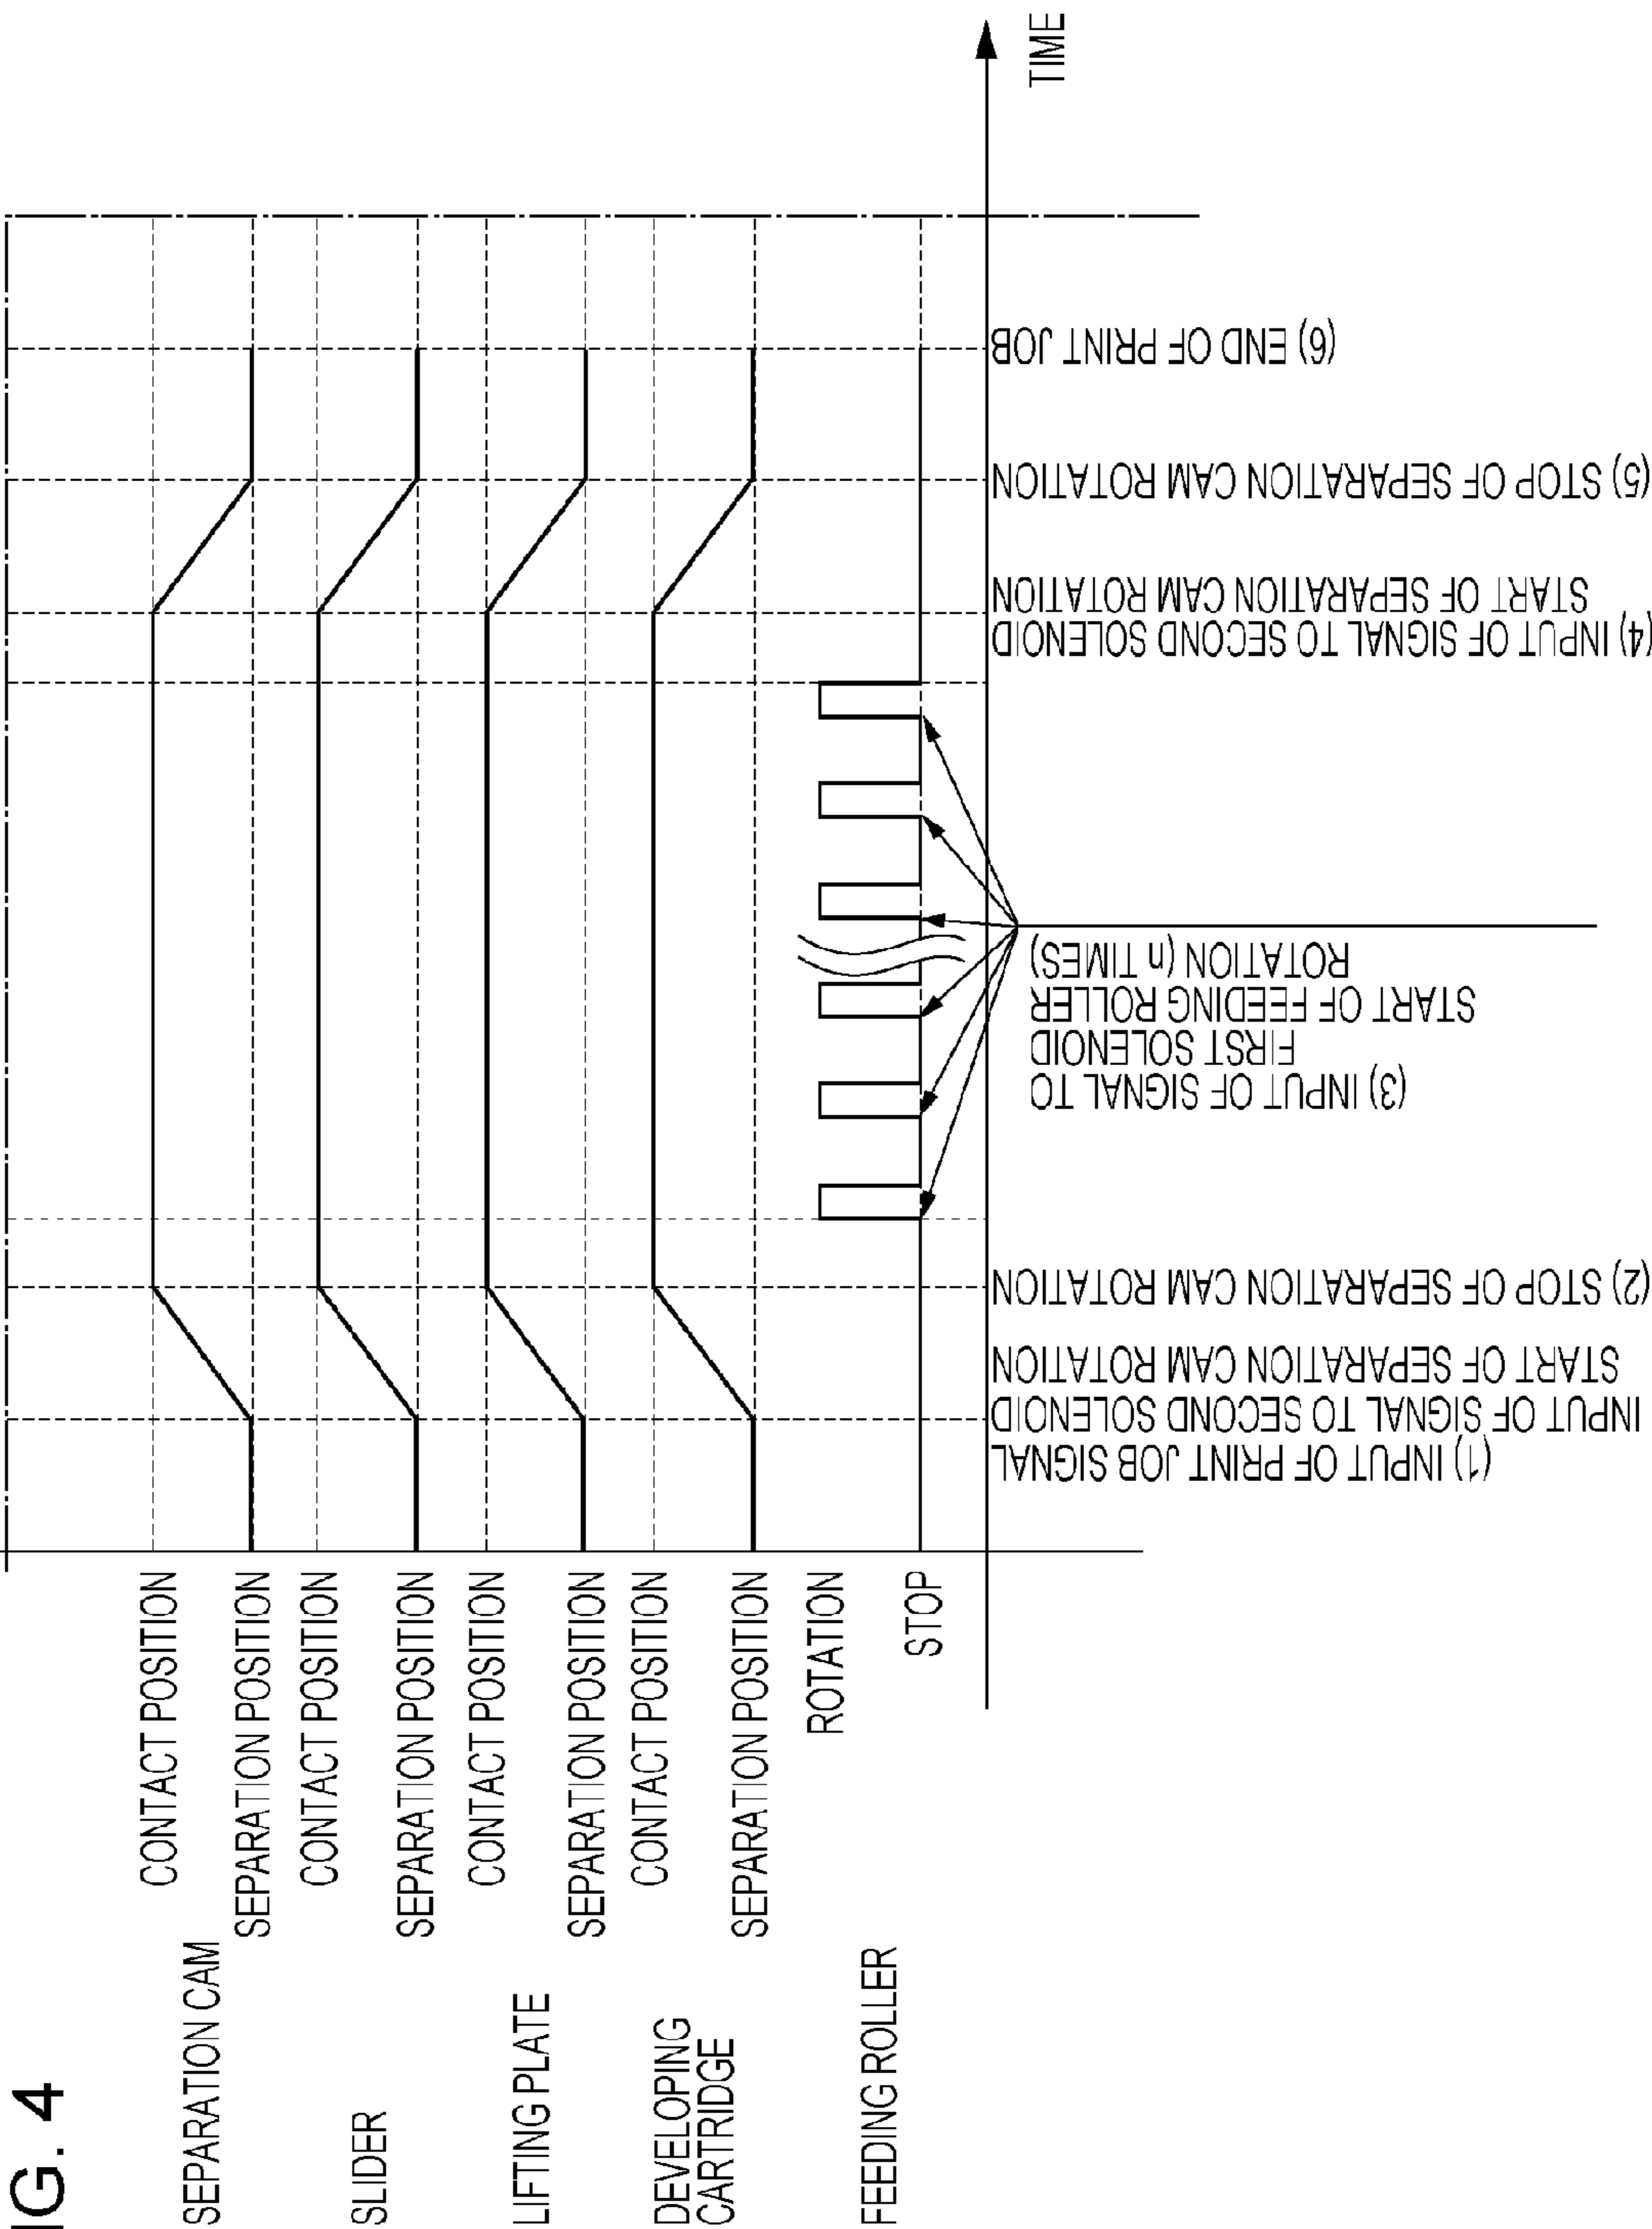 IG. 4
SEPARATION CAM
CONTACT POSITION
SEPARATION POSITION
SLIDER
CONTACT POSITION
SEPARATION POSITION
LIFTING PLATE
CONTACT POSITION
SEPARATION POSITION
DEVELOPING
CARTRIDGE
CONTACT POSITION
SEPARATION POSITION
FEEDING ROLLER
ROTATION
STOP
TIME
(1) INPUT OF PRINT JOB SIGNAL
INPUT OF SIGNAL TO SECOND SOLENOID
START OF SEPARATION CAM ROTATION
(2) STOP OF SEPARATION CAM ROTATION
(3) INPUT OF SIGNAL TO
FIRST SOLENOID
START OF FEEDING ROLLER
ROTATION (n TIMES)
(4) INPUT OF SIGNAL TO SECOND SOLENOID
START OF SEPARATION CAM ROTATION
(5) STOP OF SEPARATION CAM ROTATION
(6) END OF PRINT JOB